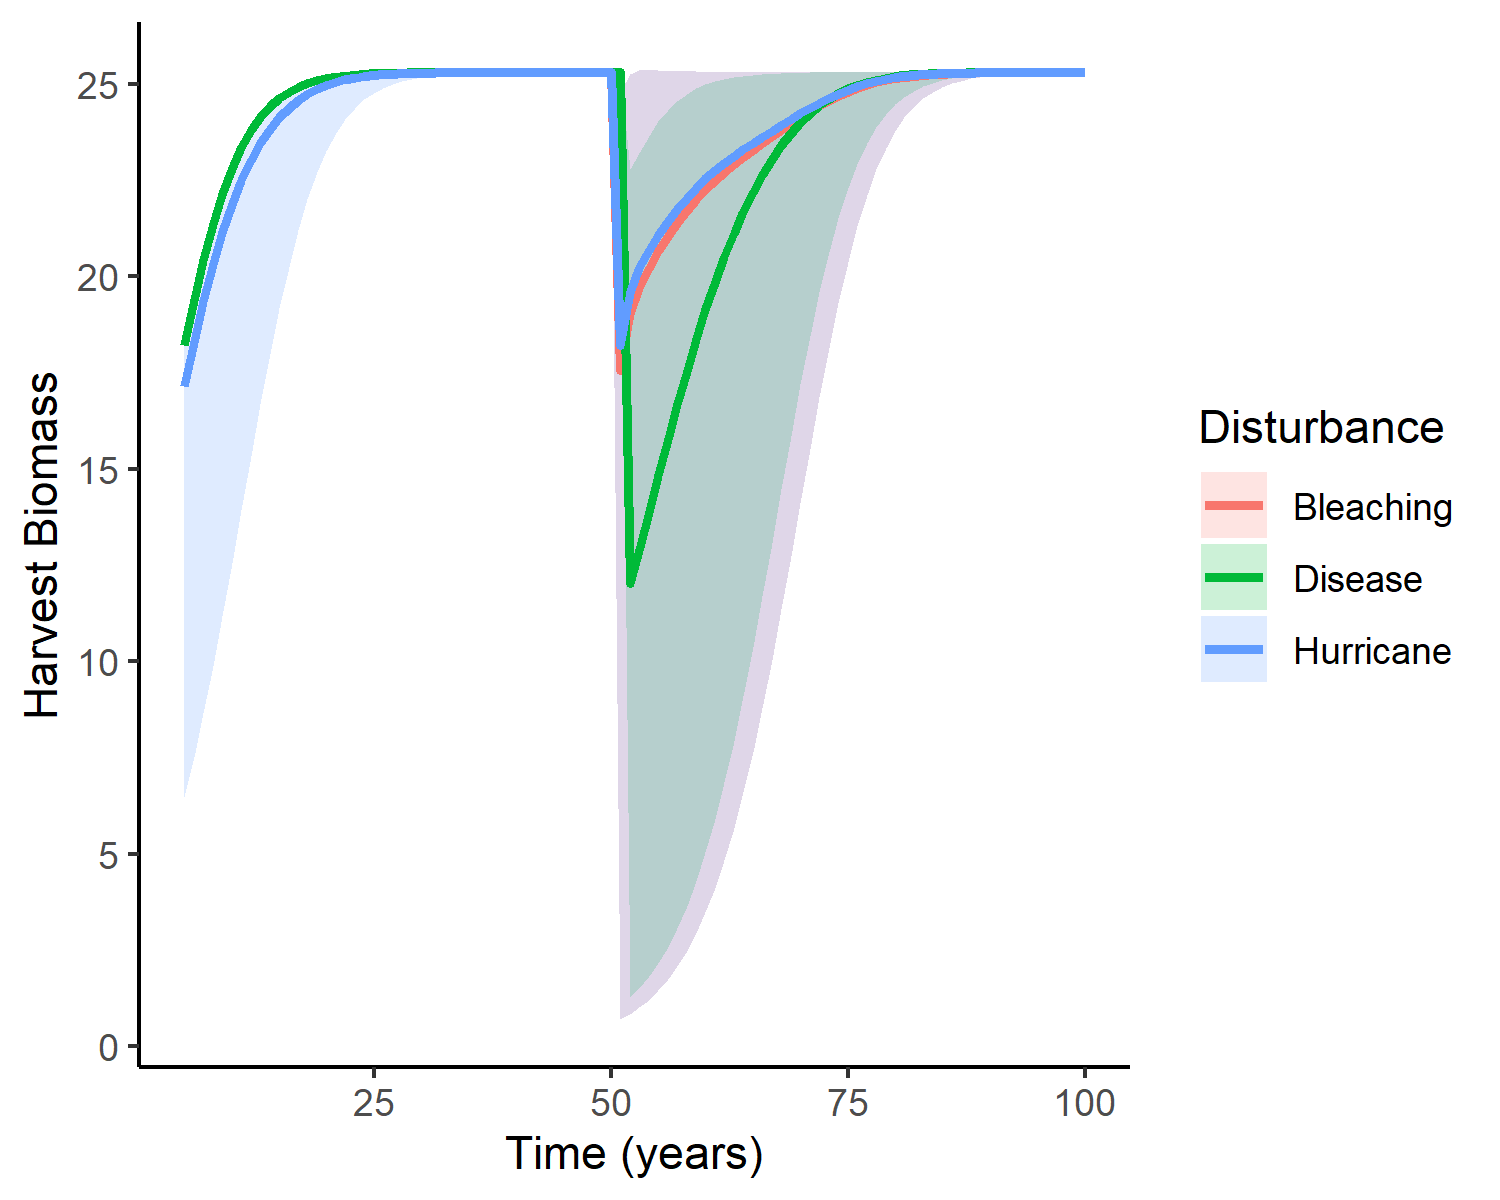 25
20
15
10
5
0
Harvest Biomass
25 50 75 100
Time (years)
Disturbance
Bleaching
Disease
Hurricane